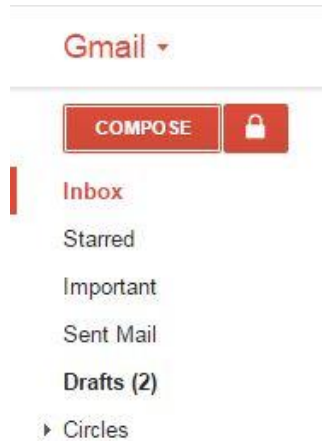 Gmail
COMPOSE
Inbox
Starred
Important
Sent Mail
Drafts (2)
Circles